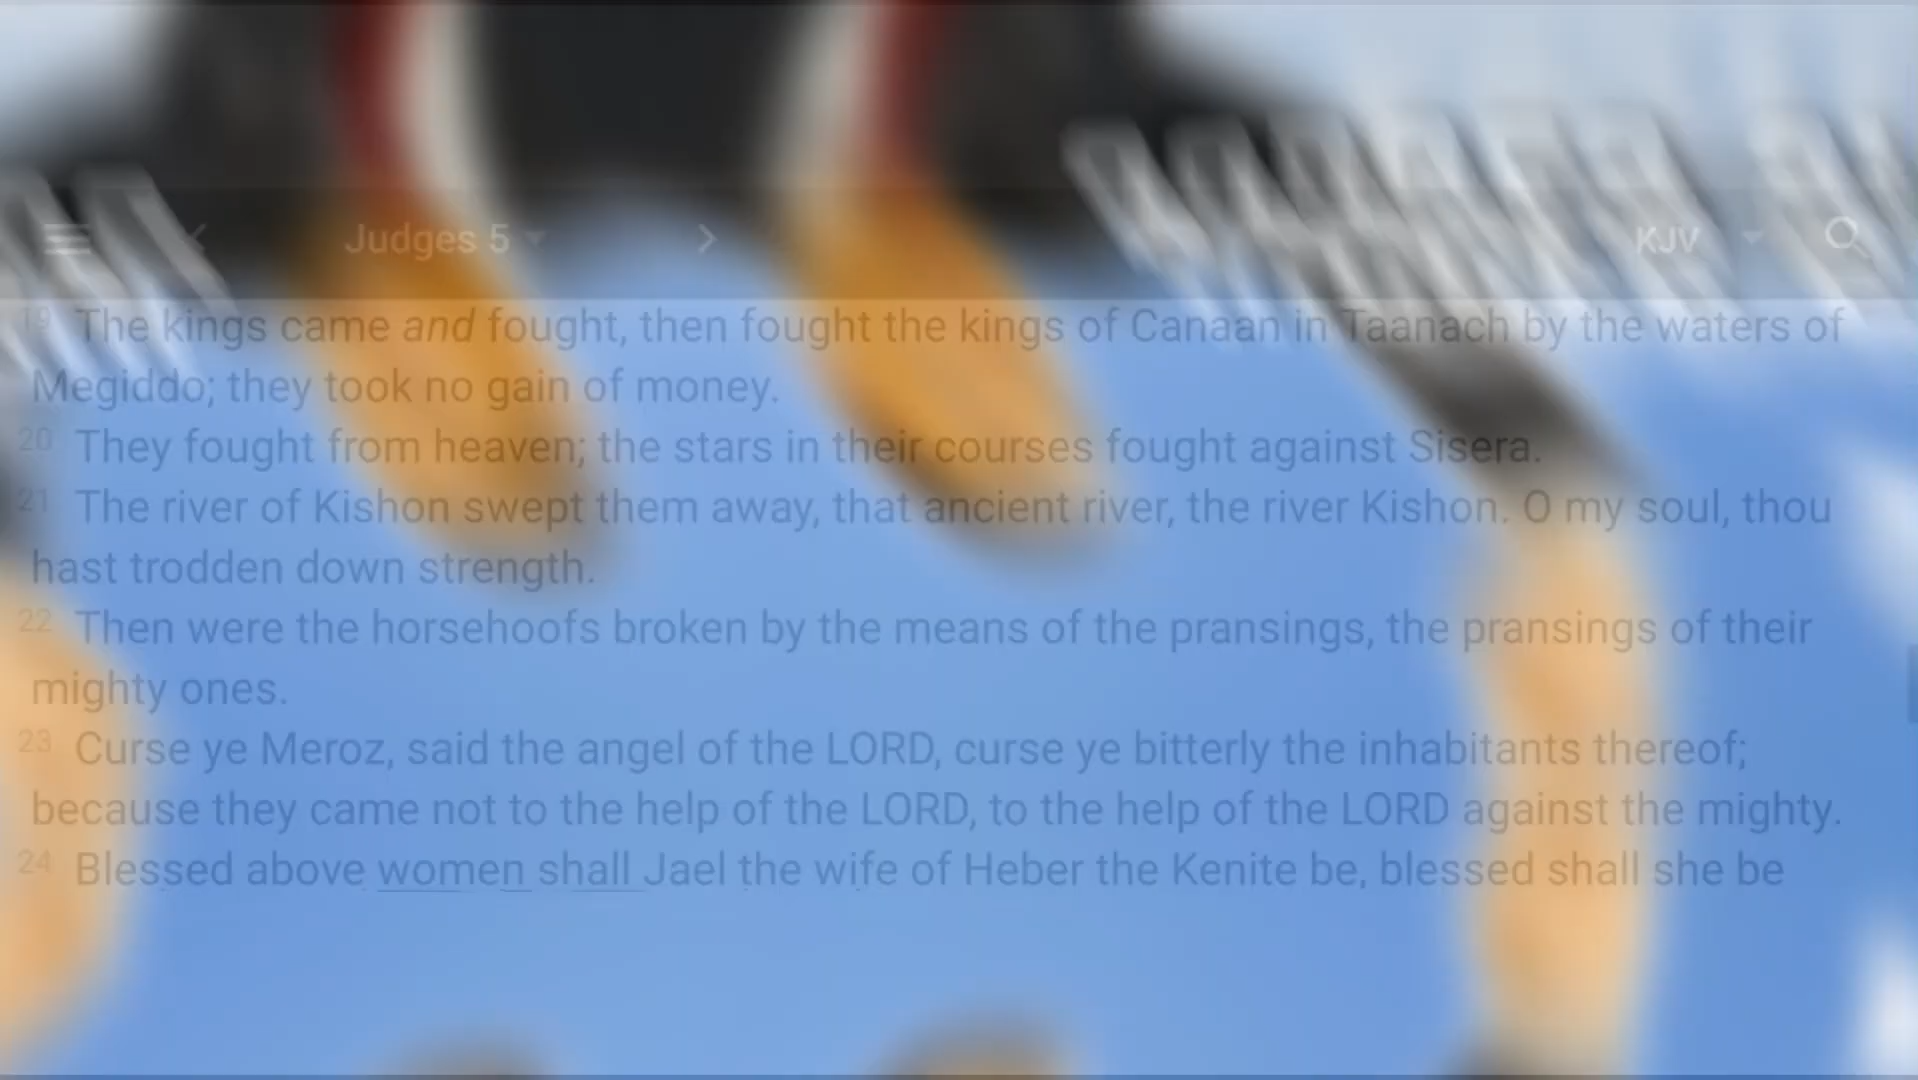 Judges 5
KJV
19 The kings came and fought, then fought the kings of Canaan in Taanach by the waters of
Megiddo; they took no gain of money.
20 They fought from heaven; the stars in their courses fought against Sisera.
21 The river of Kishon swept them away, that ancient river, the river Kishon. O my soul, thou
hast trodden down strength.
22 Then were the horsehoofs broken by the means of the pransings, the pransings of their
mighty ones.
23 Curse ye Meroz, said the angel of the LORD, curse ye bitterly the inhabitants thereof;
because they came not to the help of the LORD, to the help of the LORD against the mighty.
24 Blessed above women shall Jael the wife of Heber the Kenite be, blessed shall she be